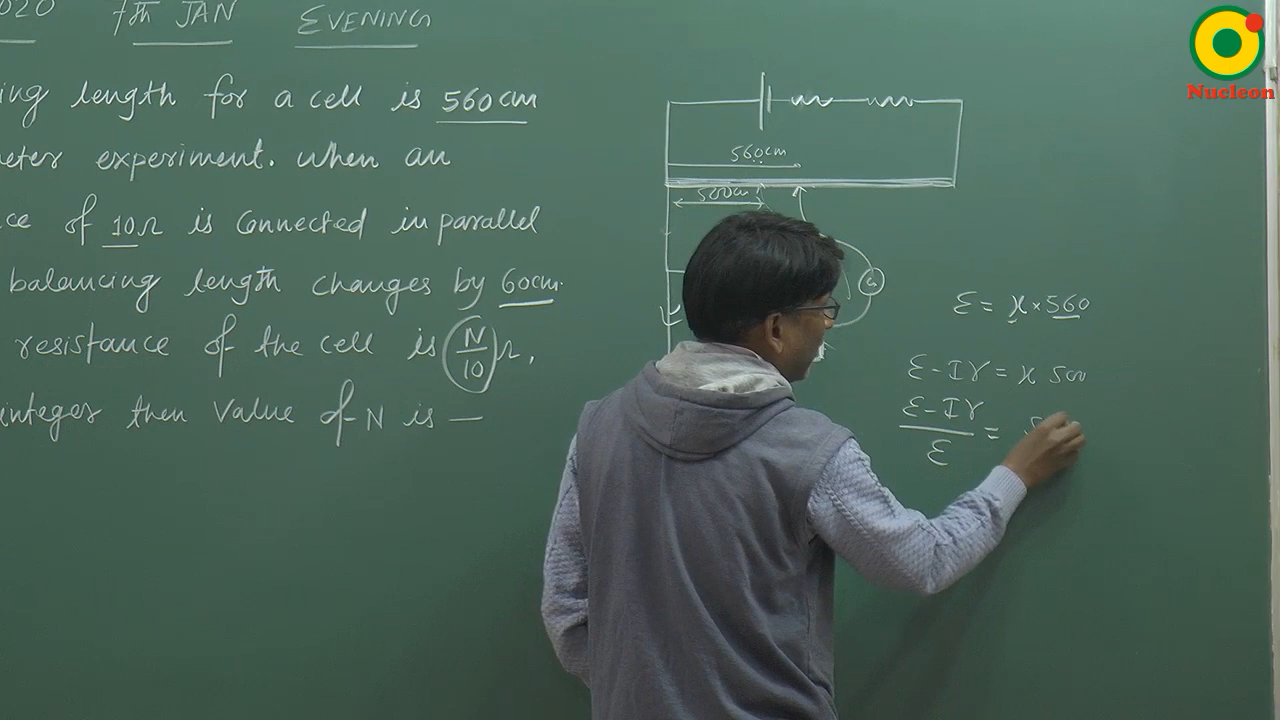 020 7th JAN EVENING
ing length for a cell is 560cm
eter experiment. when an
ce of 10Ω is connected in parallel
balancing length changes by 60cm.
resistance of the cell is N/10 Ω,
integer then value of N is —
560cm
500cm
G
ε = x × 560
ε - Ir = x 500
ε - Ir / ε =
Nucleon